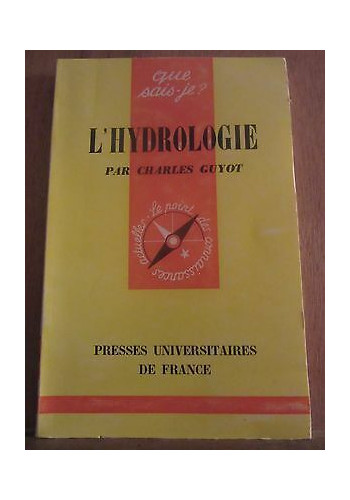 que
sais-je?
L'HYDROLOGIE
PAR CHARLES GUYOT
le point des connaissances actuelles
PRESSES UNIVERSITAIRES
DE FRANCE